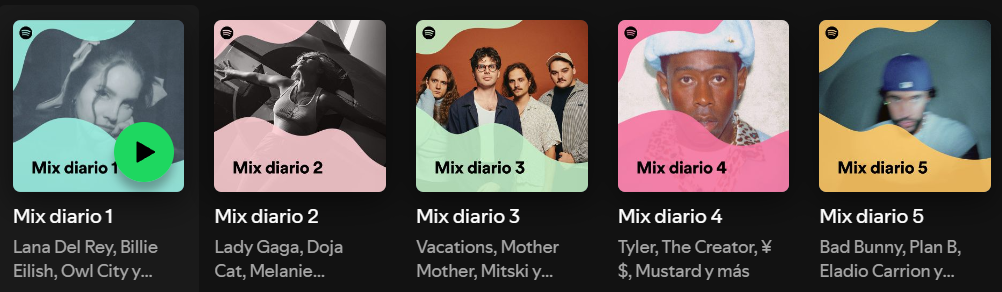 Mix diario 1
Mix diario 2
Mix diario 3
Mix diario 4
Mix diario 5
Mix diario 1
Lana Del Rey, Billie
Eilish, Owl City y...
Mix diario 2
Lady Gaga, Doja
Cat, Melanie...
Mix diario 3
Vacations, Mother
Mother, Mitski y...
Mix diario 4
Tyler, The Creator, ¥
$, Mustard y más
Mix diario 5
Bad Bunny, Plan B,
Eladio Carrion y...